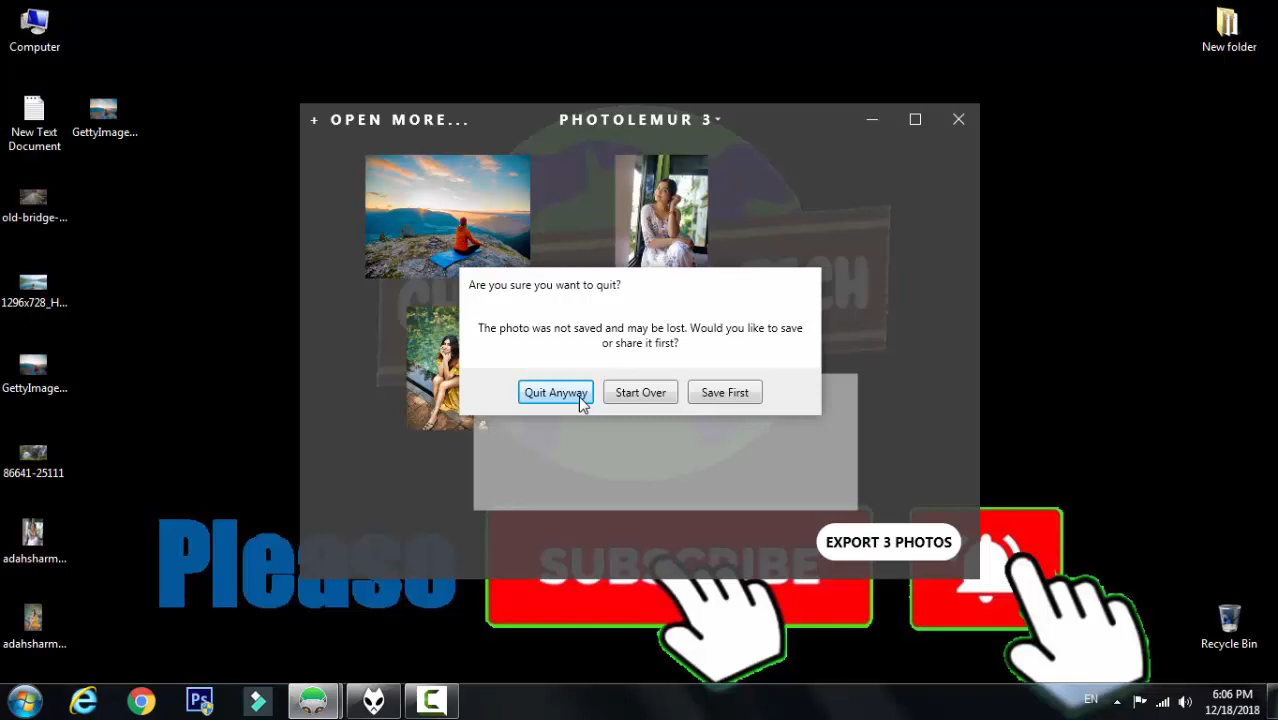 Computer
New folder
New Text
Document
GettyImage...
old-bridge-...
1296x728_H...
GettyImage...
86641-25111
adahsharm...
adahsharm...
+ OPEN MORE...
PHOTOLEMUR 3
Are you sure you want to quit?
The photo was not saved and may be lost. Would you like to save
or share it first?
Quit Anyway
Start Over
Save First
EXPORT 3 PHOTOS
Please
SUBSCRIBE
Recycle Bin
Ps
EN
6:06 PM
12/18/2018